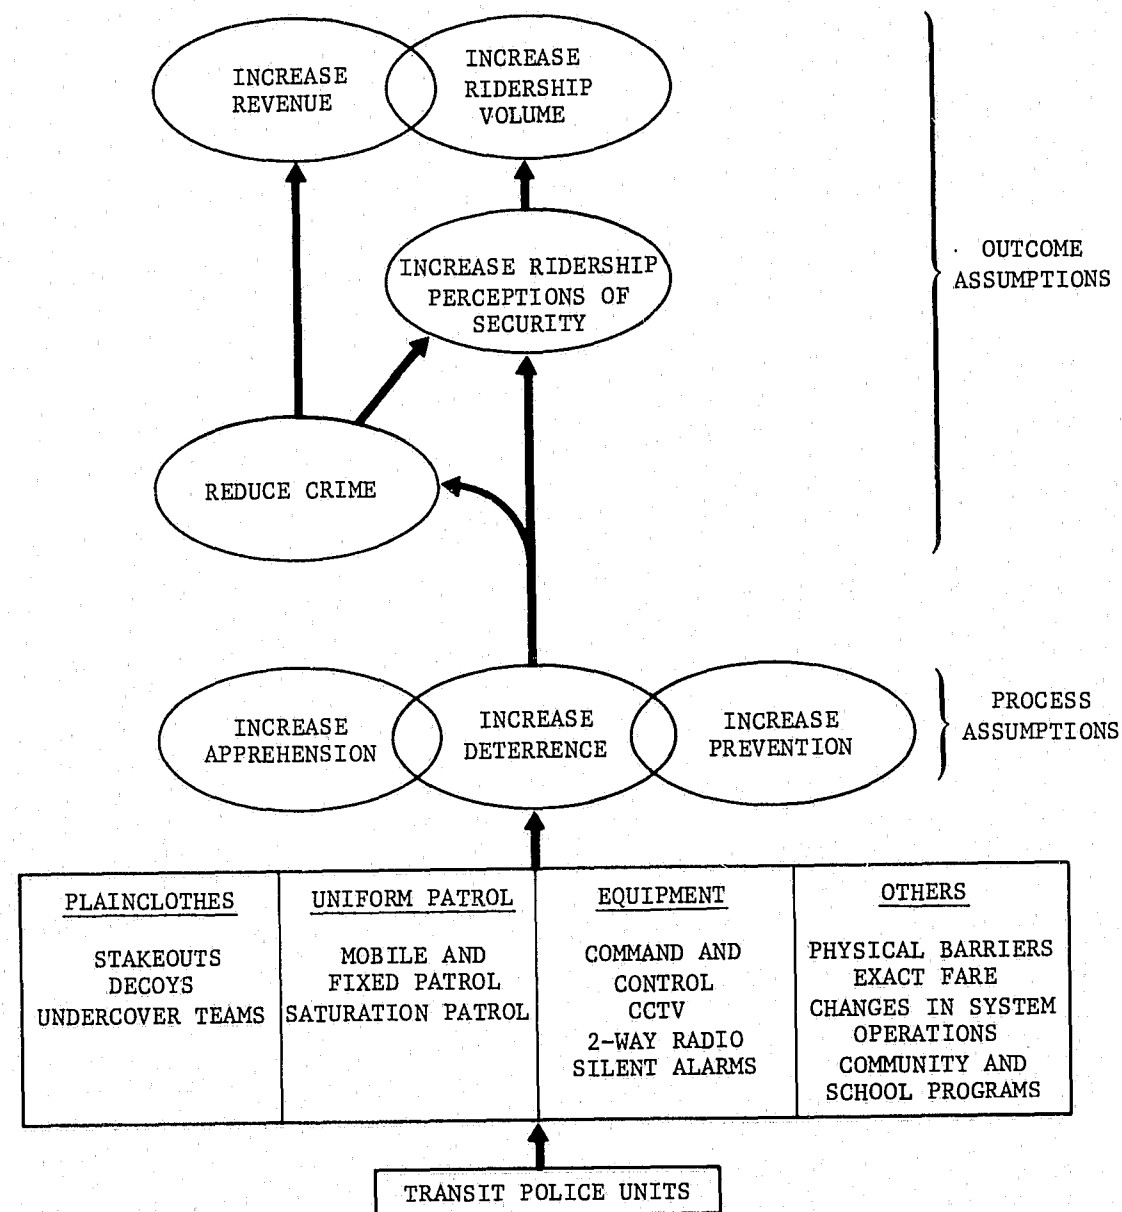 INCREASE
REVENUE
INCREASE
RIDERSHIP
VOLUME
INCREASE RIDERSHIP
PERCEPTIONS OF
SECURITY
OUTCOME
ASSUMPTIONS
REDUCE CRIME
INCREASE
APPREHENSION
INCREASE
DETERRENCE
INCREASE
PREVENTION
PROCESS
ASSUMPTIONS
PLAINCLOTHES
STAKEOUTS
DECOYS
UNDERCOVER TEAMS
UNIFORM PATROL
MOBILE AND
FIXED PATROL
SATURATION PATROL
EQUIPMENT
COMMAND AND
CONTROL
CCTV
2-WAY RADIO
SILENT ALARMS
OTHERS
PHYSICAL BARRIERS
EXACT FARE
CHANGES IN SYSTEM
OPERATIONS
COMMUNITY AND
SCHOOL PROGRAMS
TRANSIT POLICE UNITS